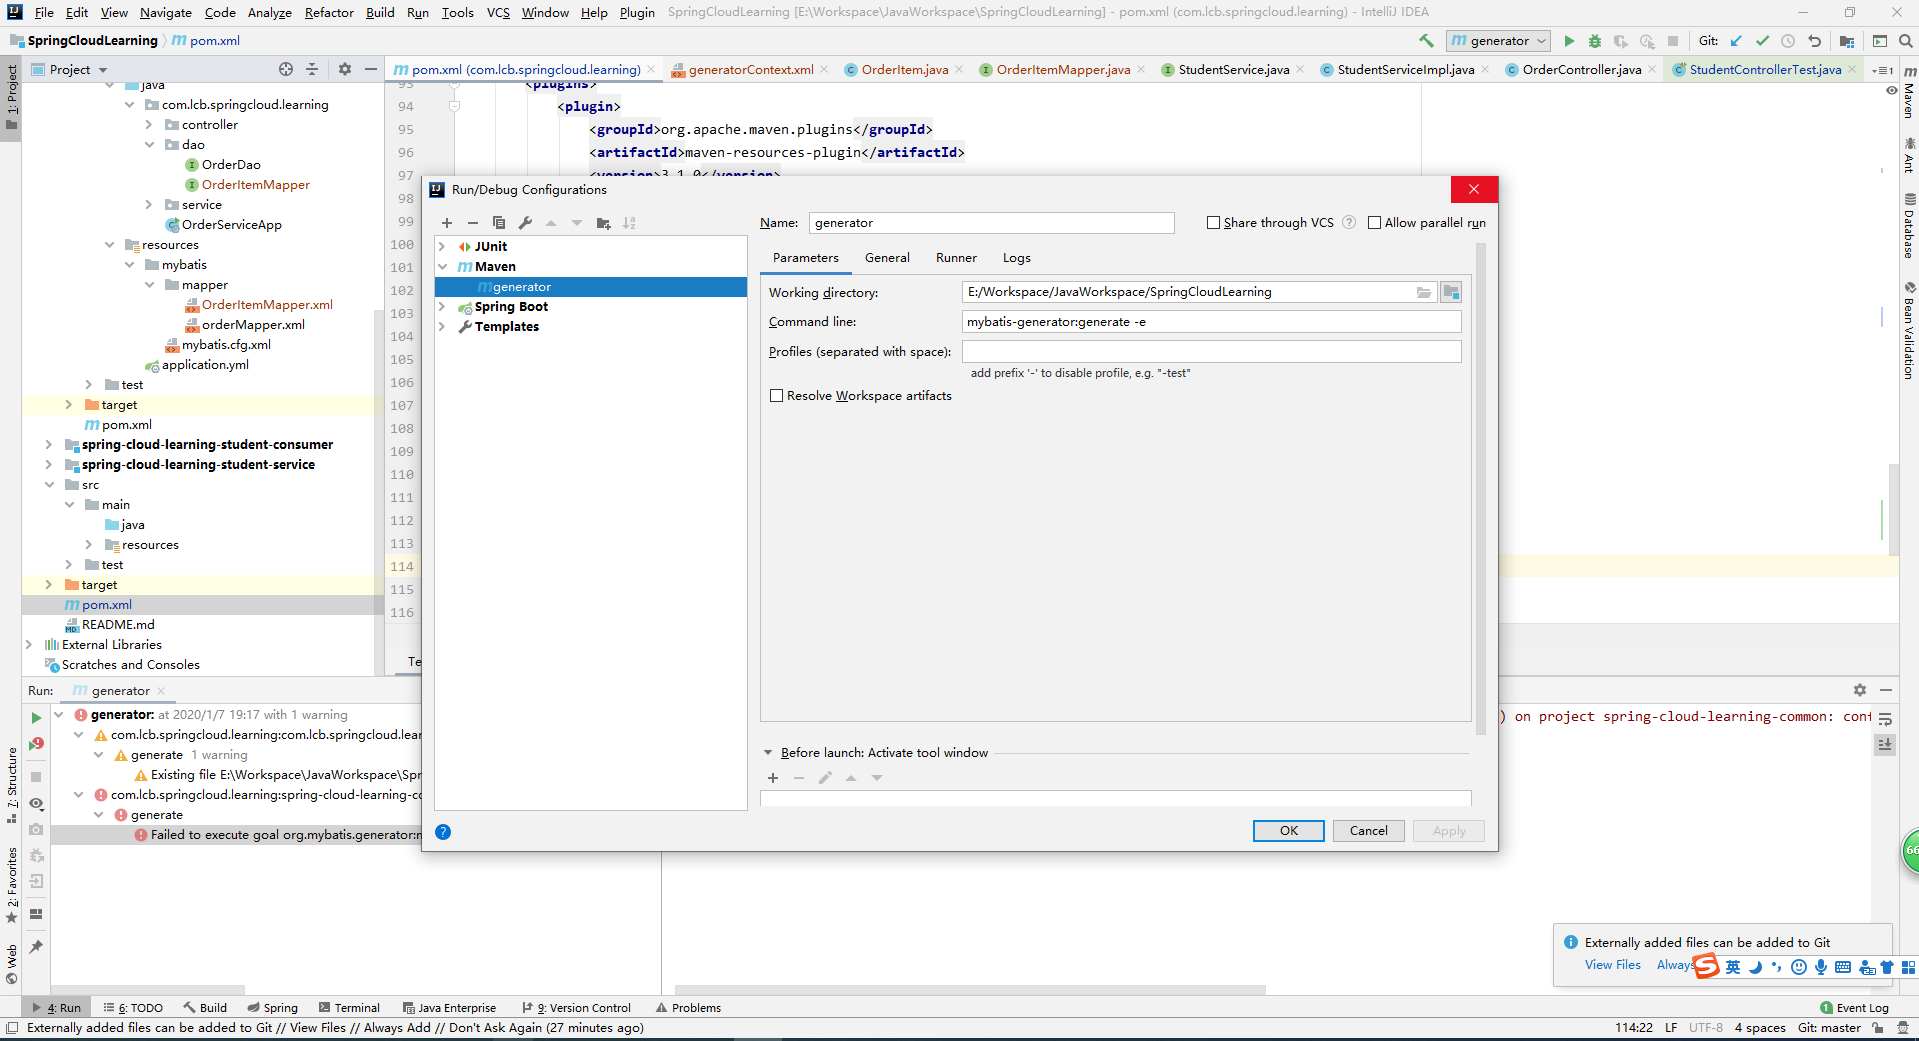 File Edit View Navigate Code Analyze Refactor Build Run Tools VCS Window Help Plugin SpringCloudLearning [E:\Workspace\JavaWorkspace\SpringCloudLearning] - pom.xml (com.lcb.springcloud.learning) - IntelliJ IDEA
SpringCloudLearning pom.xml
generator Git:
Project
pom.xml (com.lcb.springcloud.learning) generatorContext.xml OrderItem.java OrderItemMapper.java StudentService.java StudentServiceImpl.java OrderController.java StudentControllerTest.java
1: Project
7: Structure
2: Favorites
Web
Maven
Ant
Database
Bean Validation
java
com.lcb.springcloud.learning
controller
dao
OrderDao
OrderItemMapper
service
OrderServiceApp
resources
mybatis
mapper
OrderItemMapper.xml
orderMapper.xml
mybatis.cfg.xml
application.yml
test
target
pom.xml
spring-cloud-learning-student-consumer
spring-cloud-learning-student-service
src
main
java
resources
test
target
pom.xml
README.md
External Libraries
Scratches and Consoles
93 <plugins>
94 <plugin>
95 <groupId>org.apache.maven.plugins</groupId>
96 <artifactId>maven-resources-plugin</artifactId>
97 <version>3.1.0</version>
98
99
100
101
102
103
104
105
106
107
108
109
110
111
112
113
114
115
116
Te
Run/Debug Configurations
JUnit
Maven
generator
Spring Boot
Templates
Name: generator Share through VCS Allow parallel run
Parameters General Runner Logs
Working directory: E:/Workspace/JavaWorkspace/SpringCloudLearning
Command line: mybatis-generator:generate -e
Profiles (separated with space):
add prefix '-' to disable profile, e.g. "-test"
Resolve Workspace artifacts
Before launch: Activate tool window
OK Cancel Apply
Run: generator
generator: at 2020/1/7 19:17 with 1 warning
com.lcb.springcloud.learning:com.lcb.springcloud.lear
generate 1 warning
Existing file E:\Workspace\JavaWorkspace\Spr
com.lcb.springcloud.learning:spring-cloud-learning-co
generate
Failed to execute goal org.mybatis.generator:m
) on project spring-cloud-learning-common: conf
66
Externally added files can be added to Git
View Files Always
英
4: Run 6: TODO Build Spring Terminal Java Enterprise 9: Version Control Problems 1 Event Log
Externally added files can be added to Git // View Files // Always Add // Don't Ask Again (27 minutes ago) 114:22 LF UTF-8 4 spaces Git: master